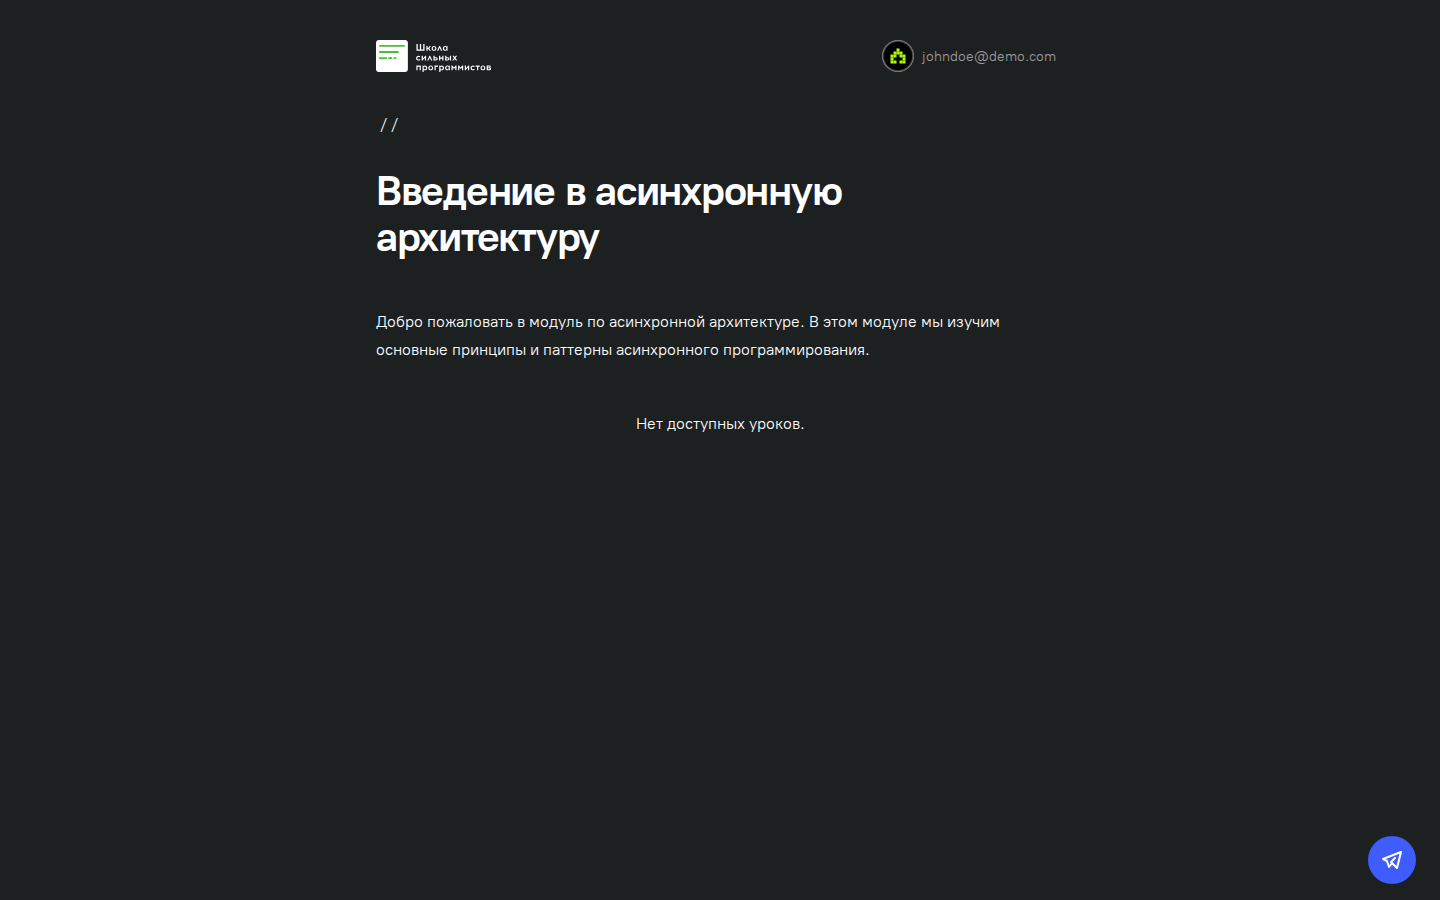 Школа
сильных
программистов
johndoe@demo.com
//
Введение в асинхронную
архитектуру
Добро пожаловать в модуль по асинхронной архитектуре. В этом модуле мы изучим
основные принципы и паттерны асинхронного программирования.
Нет доступных уроков.